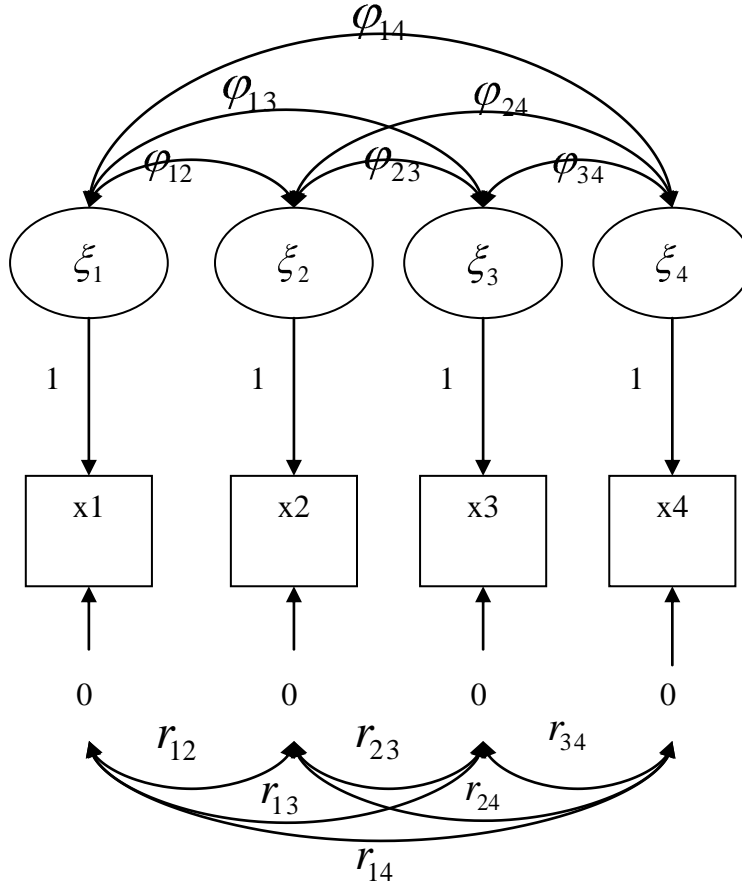 φ₁₄
φ₁₃ φ₂₄
φ₁₂ φ₂₃ φ₃₄
ξ₁ ξ₂ ξ₃ ξ₄
1 1 1 1
x1 x2 x3 x4
0 0 0 0
r₁₂ r₂₃ r₃₄
r₁₃ r₂₄
r₁₄